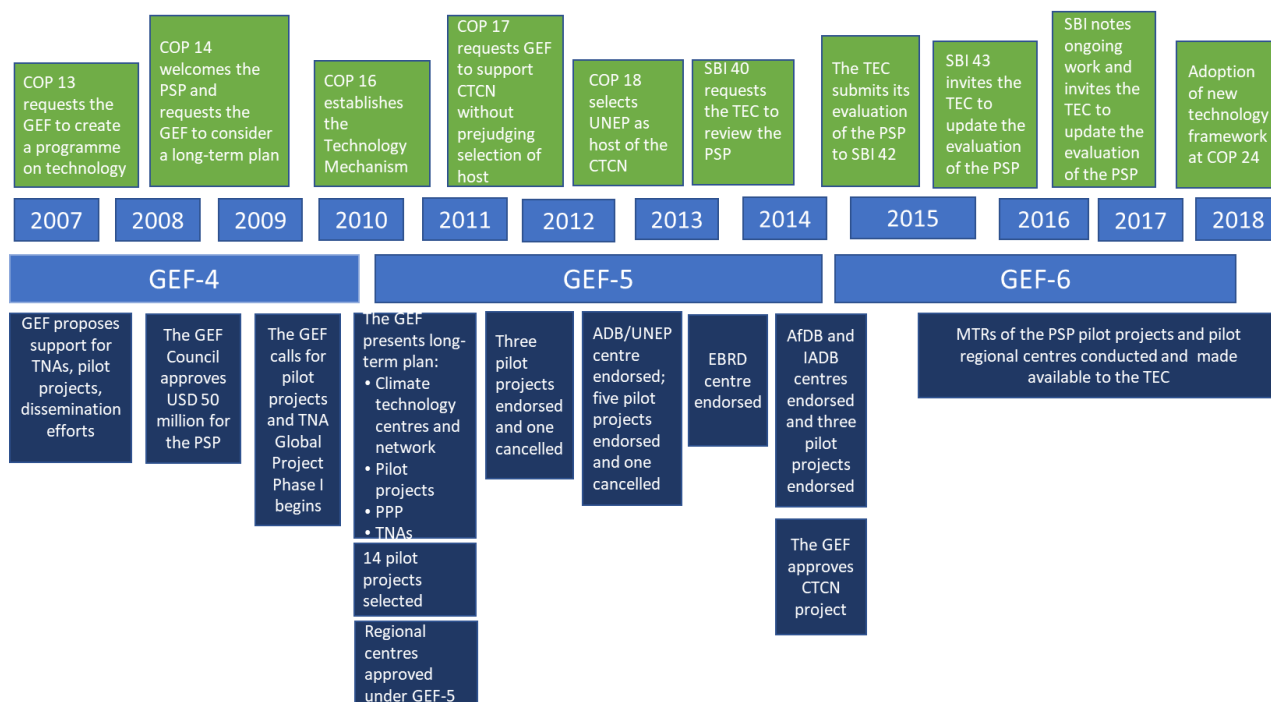 COP 13
requests the
GEF to create
a programme
on technology
COP 14
welcomes the
PSP and
requests the
GEF to consider
a long-term plan
COP 16
establishes
the
Technology
Mechanism
COP 17
requests GEF
to support
CTCN
without
prejudging
selection of
host
COP 18
selects
UNEP as
host of the
CTCN
SBI 40
requests
the TEC to
review the
PSP
The TEC
submits its
evaluation
of the PSP
to SBI 42
SBI 43
invites the
TEC to
update the
evaluation
of the PSP
SBI notes
ongoing
work and
invites the
TEC to
update the
evaluation
of the PSP
Adoption
of new
technology
framework
at COP 24
2007
2008
2009
2010
2011
2012
2013
2014
2015
2016
2017
2018
GEF-4
GEF-5
GEF-6
GEF proposes
support for
TNAs, pilot
projects,
dissemination
efforts
The GEF
Council
approves
USD 50
million for
the PSP
The GEF
calls for
pilot
projects
and TNA
Global
Project
Phase I
begins
The GEF
presents long-
term plan:
• Climate
technology
centres and
network
• Pilot
projects
• PPP
• TNAs
14 pilot
projects
selected
Regional
centres
approved
under GEF-5
Three
pilot
projects
endorsed
and one
cancelled
ADB/UNEP
centre
endorsed;
five pilot
projects
endorsed
and one
cancelled
EBRD
centre
endorsed
AfDB and
IADB
centres
endorsed
and three
pilot
projects
endorsed
The GEF
approves
CTCN
project
MTRs of the PSP pilot projects and pilot
regional centres conducted and made
available to the TEC